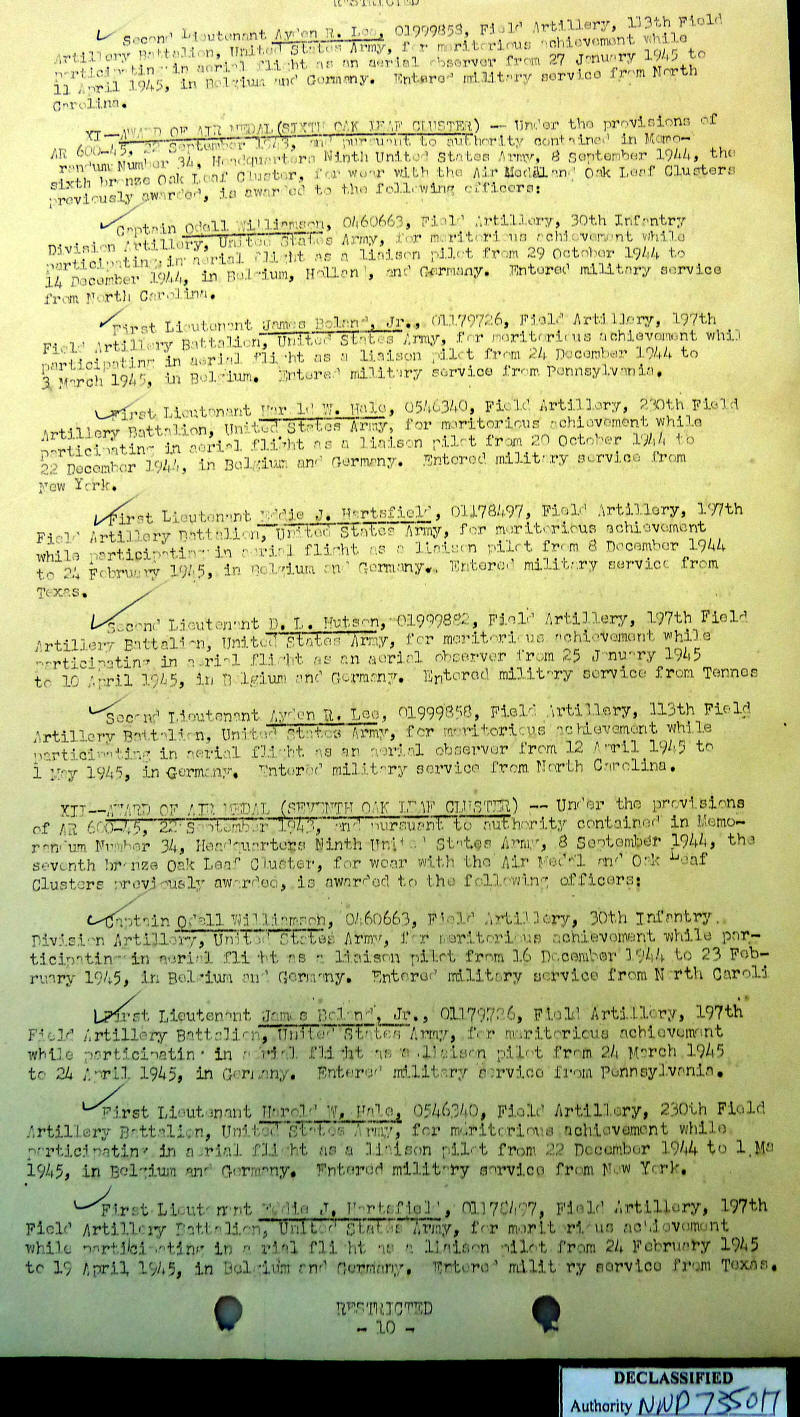 RESTRICTED
Second Lieutenant Ayden R. Lee, 01999858, Field Artillery, 113th Field
Artillery Battalion, United States Army, for meritorious achievement while
participating in aerial flight as an aerial observer from 27 January 1945 to
11 April 1945, in Belgium and Germany. Entered military service from North
Carolina.
XI--AWARD OF AIR MEDAL (SIXTH OAK LEAF CLUSTER) -- Under the provisions of
AR 600-45, 22 September 1943, and pursuant to authority contained in Memo-
randum Number 34, Headquarters Ninth United States Army, 8 September 1944, the
sixth bronze Oak Leaf Cluster, for wear with the Air Medal and Oak Leaf Clusters
previously awarded, is awarded to the following officers:
Captain Odell Williamson, 0460663, Field Artillery, 30th Infantry
Division Artillery, United States Army, for meritorious achievement while
participating in aerial flight as a liaison pilot from 29 October 1944 to
14 December 1944, in Belgium, Holland, and Germany. Entered military service
from North Carolina.
First Lieutenant James Boland, Jr., 01179726, Field Artillery, 197th
Field Artillery Battalion, United States Army, for meritorious achievement whil
participating in aerial flight as a liaison pilot from 24 December 1944 to
3 March 1945, in Belgium. Entered military service from Pennsylvania.
First Lieutenant Harold W. Hale, 0546340, Field Artillery, 230th Field
Artillery Battalion, United States Army, for meritorious achievement while
participating in aerial flight as a liaison pilot from 20 October 1944 to
22 December 1944, in Belgium and Germany. Entered military service from
New York.
First Lieutenant Eddie J. Hartsfield, 01178497, Field Artillery, 197th
Field Artillery Battalion, United States Army, for meritorious achievement
while participating in aerial flight as a liaison pilot from 8 December 1944
to 24 February 1945, in Belgium and Germany.. Entered military service from
Texas.
Second Lieutenant D. L. Hutson, 01999882, Field Artillery, 197th Field
Artillery Battalion, United States Army, for meritorious achievement while
participating in aerial flight as an aerial observer from 25 January 1945
to 10 April 1945, in Belgium and Germany. Entered military service from Tennes
Second Lieutenant Ayden R. Lee, 01999858, Field Artillery, 113th Field
Artillery Battalion, United States Army, for meritorious achievement while
participating in aerial flight as an aerial observer from 12 April 1945 to
1 May 1945, in Germany. Entered military service from North Carolina.
XII--AWARD OF AIR MEDAL (SEVENTH OAK LEAF CLUSTER) -- Under the provisions
of AR 600-45, 22 September 1943, and pursuant to authority contained in Memo-
randum Number 34, Headquarters Ninth United States Army, 8 September 1944, the
seventh bronze Oak Leaf Cluster, for wear with the Air Medal and Oak Leaf
Clusters previously awarded, is awarded to the following officers:
Captain Odell Williamson, 0460663, Field Artillery, 30th Infantry
Division Artillery, United States Army, for meritorious achievement while par-
ticipating in aerial flight as a liaison pilot from 16 December 1944 to 23 Feb-
ruary 1945, in Belgium and Germany. Entered military service from North Caroli
First Lieutenant James Boland, Jr., 01179726, Field Artillery, 197th
Field Artillery Battalion, United States Army, for meritorious achievement
while participating in aerial flight as a liaison pilot from 24 March 1945
to 24 April 1945, in Germany. Entered military service from Pennsylvania.
First Lieutenant Harold W. Hale, 0546340, Field Artillery, 230th Field
Artillery Battalion, United States Army, for meritorious achievement while
participating in aerial flight as a liaison pilot from 22 December 1944 to 1 Ma
1945, in Belgium and Germany. Entered military service from New York.
First Lieutenant Eddie J. Hartsfield, 01178497, Field Artillery, 197th
Field Artillery Battalion, United States Army, for meritorious achievement
while participating in aerial flight as a liaison pilot from 24 February 1945
to 19 April 1945, in Belgium and Germany. Entered military service from Texas.
RESTRICTED
- 10 -
DECLASSIFIED
Authority NND 735017